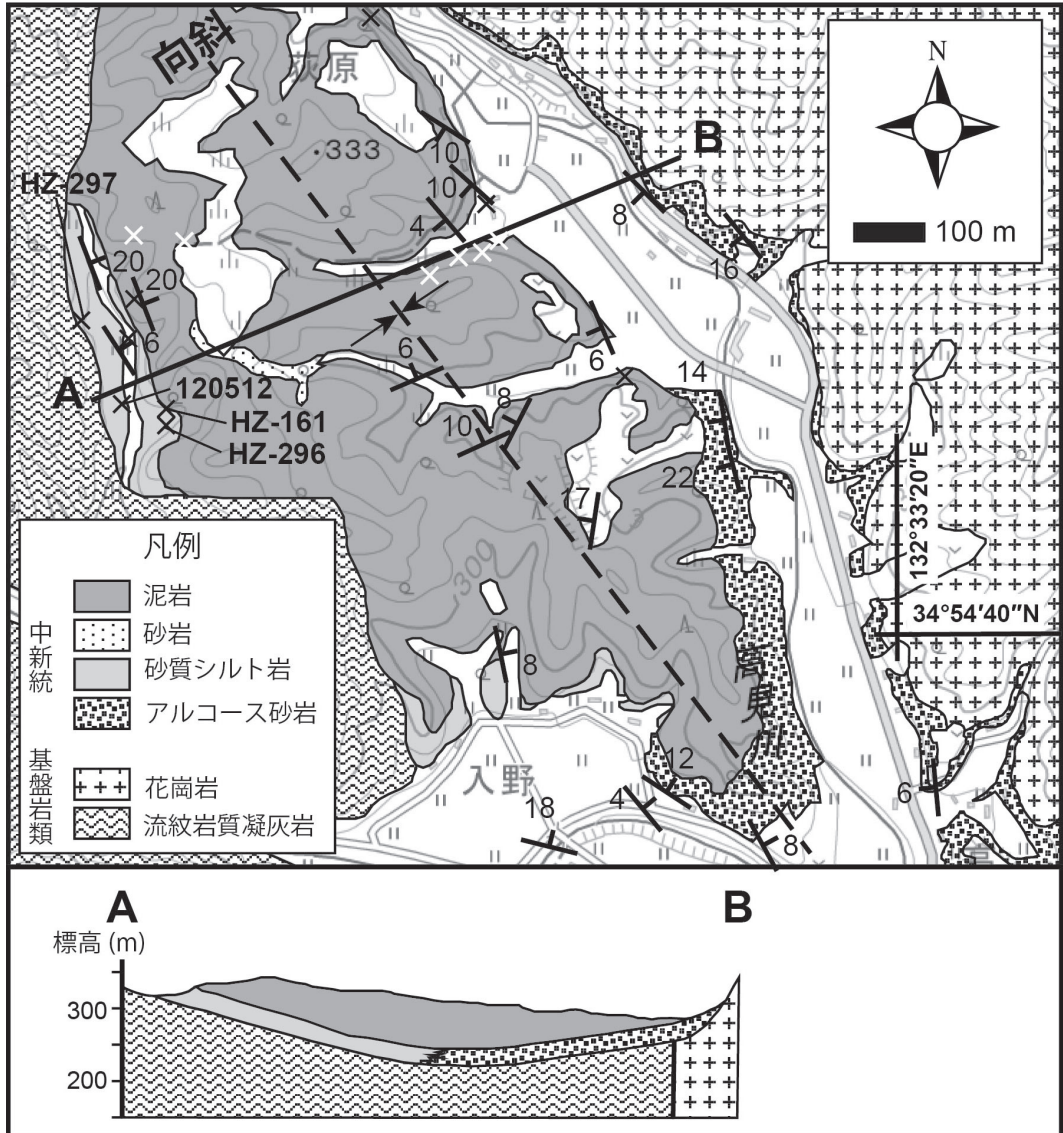 向斜
荻原
N
100 m
B
・333
10
10
4
8
16
HZ-297
20
20
6
A
120512
HZ-161
HZ-296
6
6
8
10
14
22
17
300
8
12
4
18
8
6
高見
入野
132°33'20"E
34°54'40"N
凡例
中新統
泥岩
砂岩
砂質シルト岩
アルコース砂岩
基盤岩類
花崗岩
流紋岩質凝灰岩
A
B
標高 (m)
300
200